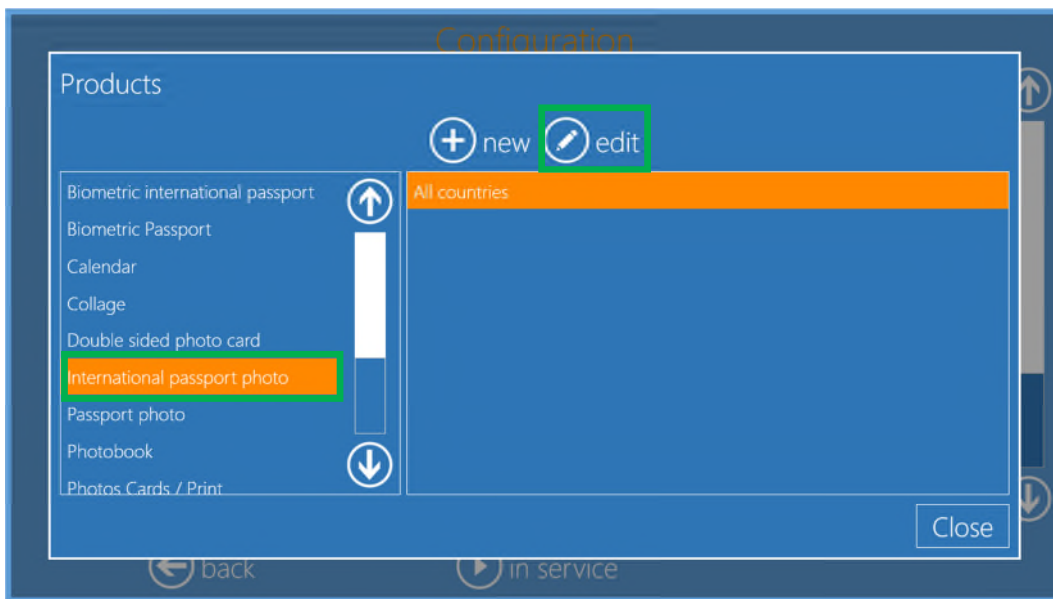 Configuration
Products
new edit
Biometric international passport
Biometric Passport
Calendar
Collage
Double sided photo card
International passport photo
Passport photo
Photobook
Photos Cards / Print
All countries
Close
back in service